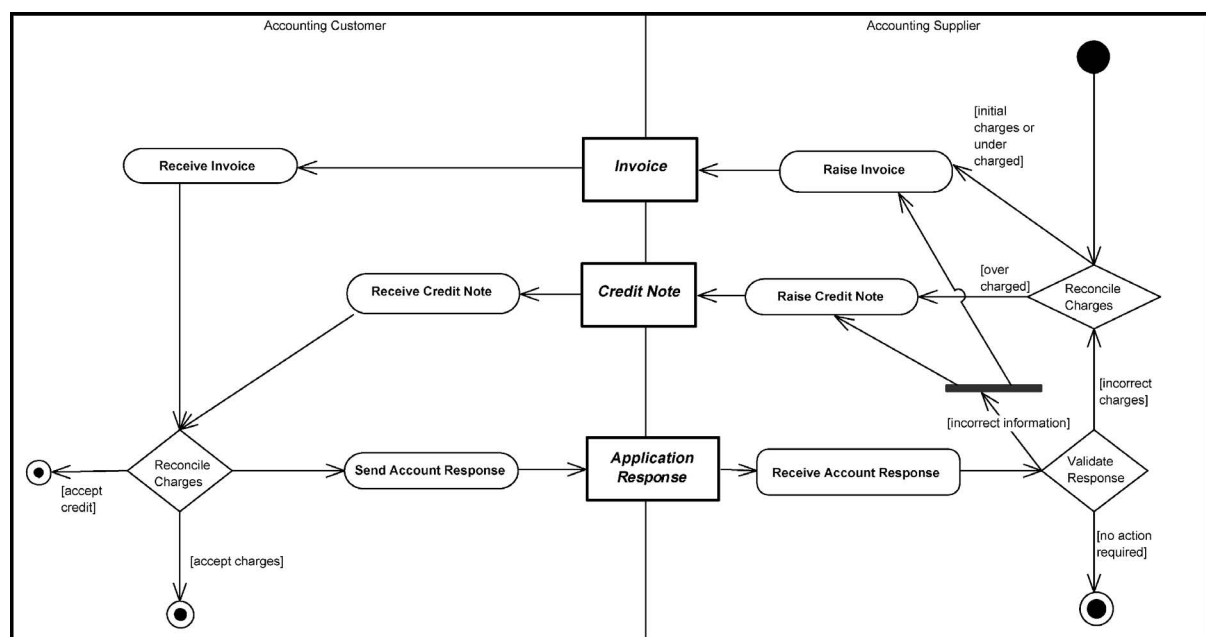 Accounting Customer
Accounting Supplier
[initial
charges or
under
charged]
Receive Invoice
Invoice
Raise Invoice
Receive Credit Note
Credit Note
Raise Credit Note
[over
charged]
Reconcile
Charges
[incorrect
charges]
[incorrect information]
Reconcile
Charges
Send Account Response
Application
Response
Receive Account Response
Validate
Response
[accept
credit]
[accept charges]
[no action
required]